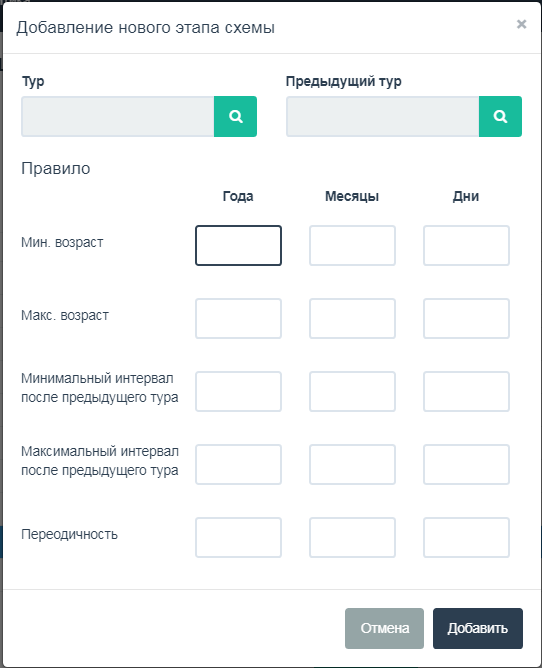 Добавление нового этапа схемы
×
Тур
Предыдущий тур
Правило
Года
Месяцы
Дни
Мин. возраст
Макс. возраст
Минимальный интервал
после предыдущего тура
Максимальный интервал
после предыдущего тура
Переодичность
Отмена
Добавить